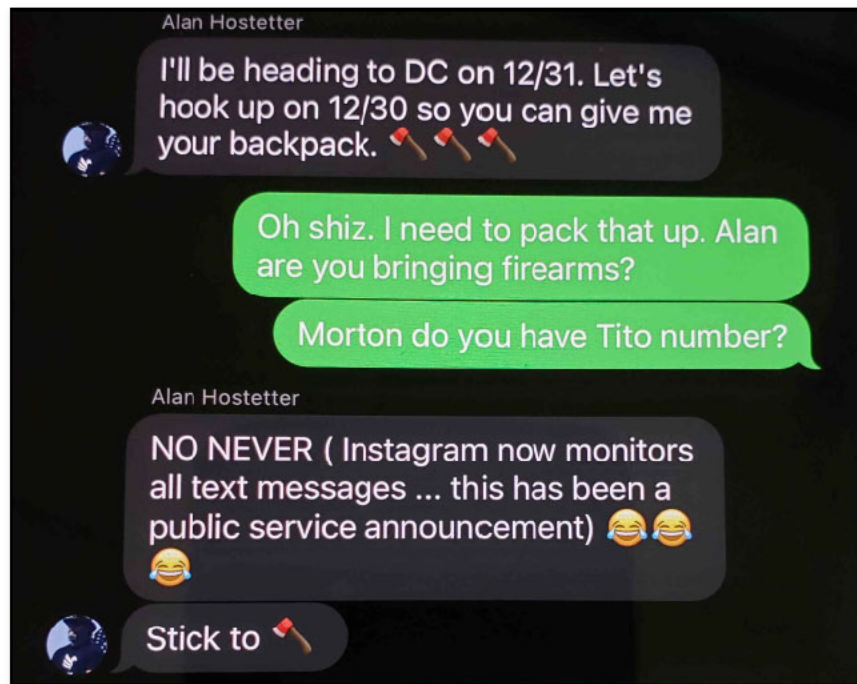 Alan Hostetter
I'll be heading to DC on 12/31. Let's
hook up on 12/30 so you can give me
your backpack. 🪓🪓🪓
Oh shiz. I need to pack that up. Alan
are you bringing firearms?
Morton do you have Tito number?
Alan Hostetter
NO NEVER ( Instagram now monitors
all text messages ... this has been a
public service announcement) 😂😂
😂
Stick to 🪓